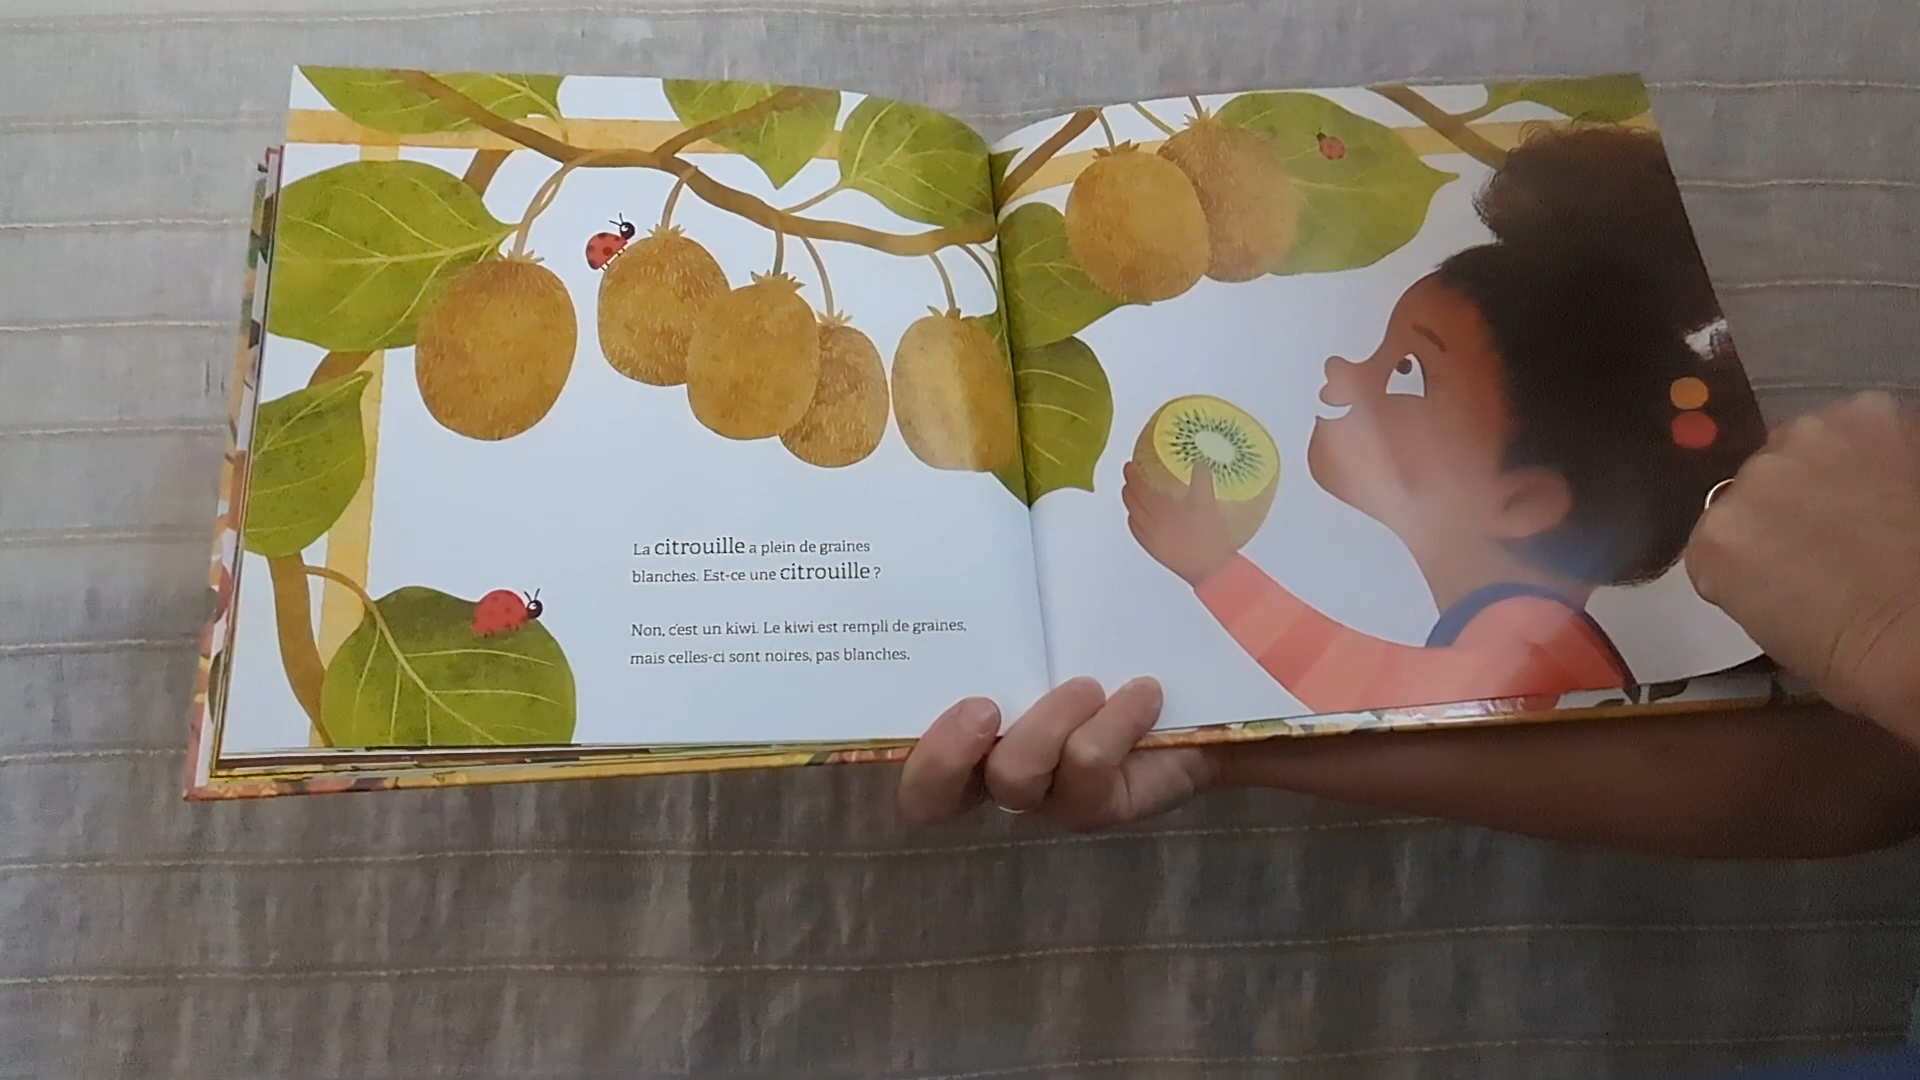 La citrouille a plein de graines
blanches. Est-ce une citrouille ?
Non, c'est un kiwi. Le kiwi est rempli de graines,
mais celles-ci sont noires, pas blanches.